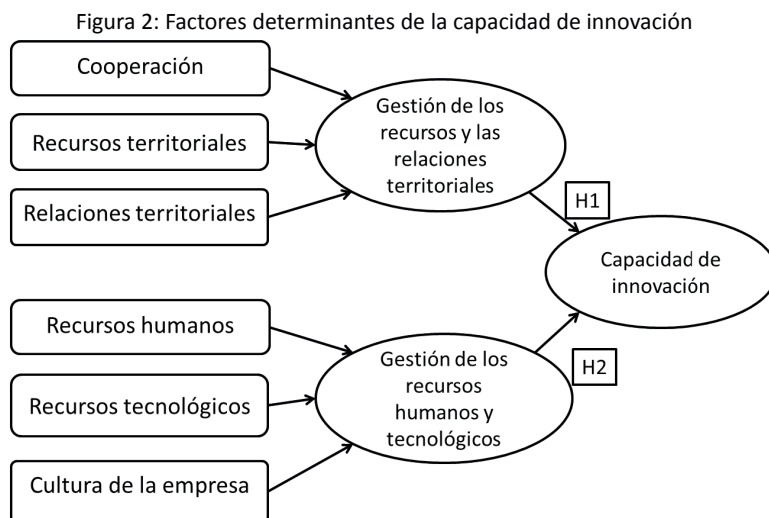 Figura 2: Factores determinantes de la capacidad de innovación
Cooperación
Recursos territoriales
Relaciones territoriales
Gestión de los
recursos y las
relaciones
territoriales
H1
Capacidad de
innovación
Recursos humanos
Recursos tecnológicos
Cultura de la empresa
Gestión de los
recursos
humanos y
tecnológicos
H2